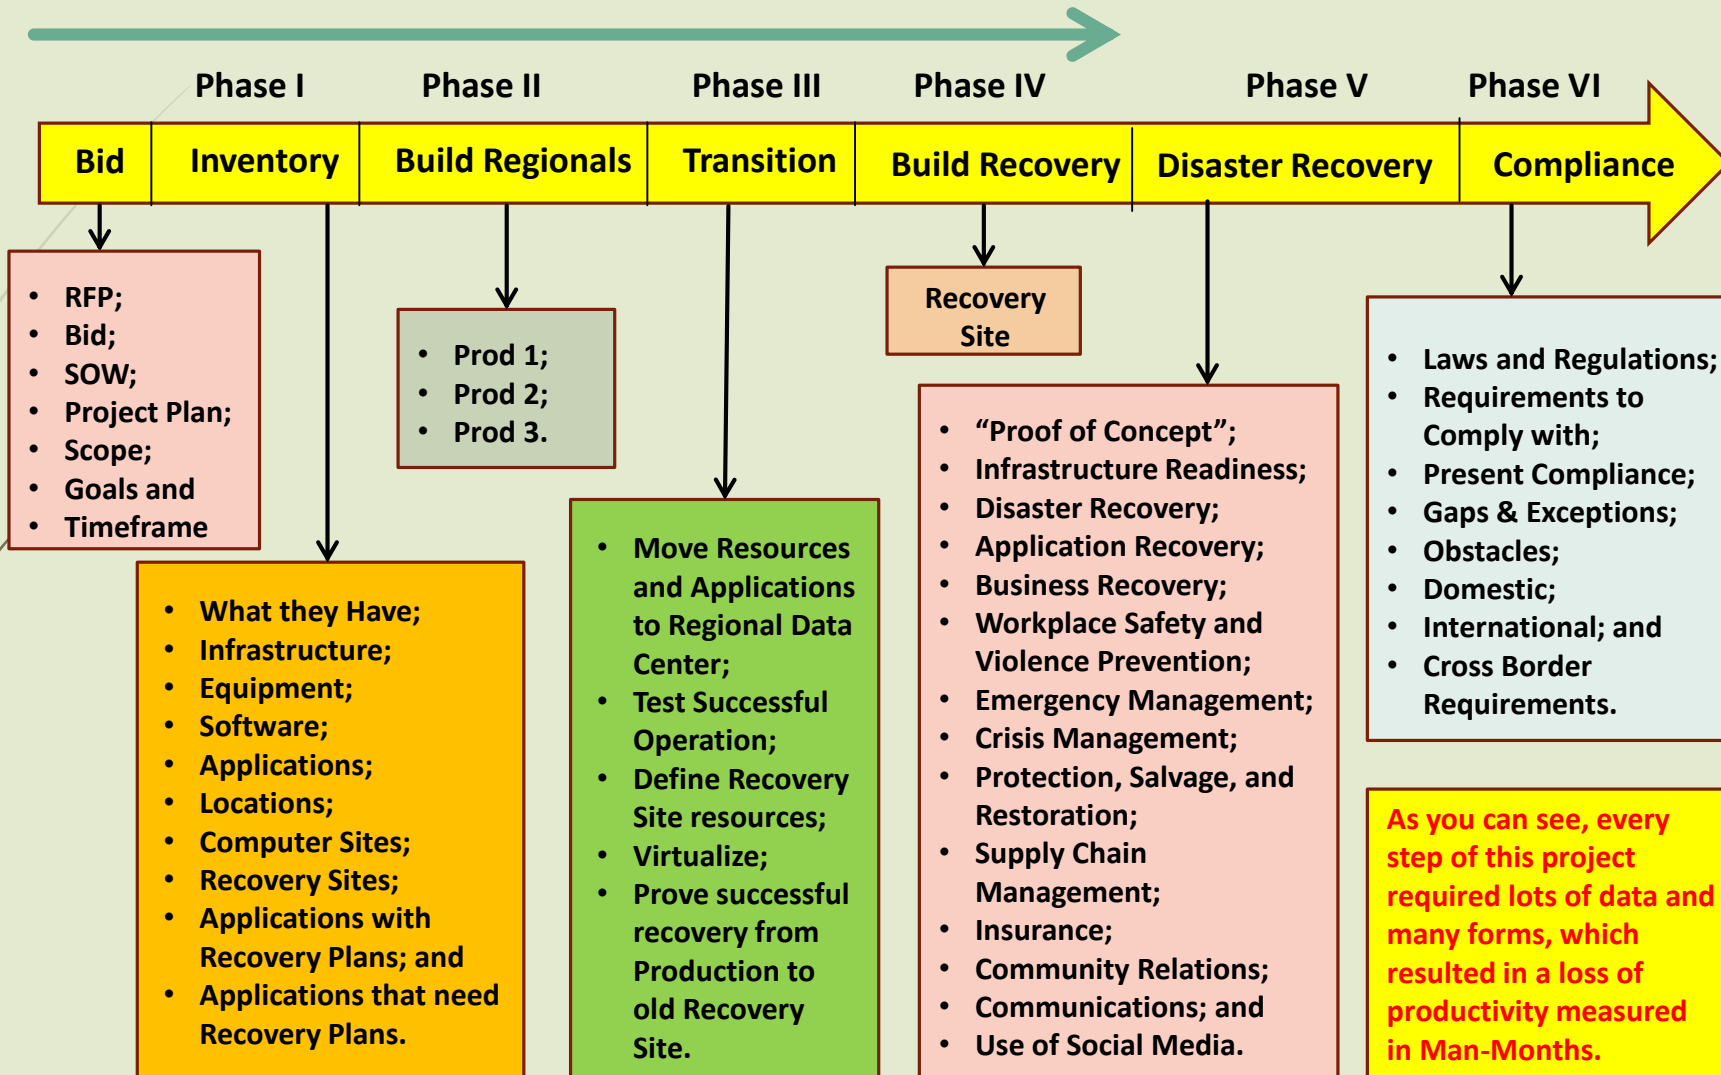 Phase I
Phase II
Phase III
Phase IV
Phase V
Phase VI
Bid
Inventory
Build Regionals
Transition
Build Recovery
Disaster Recovery
Compliance
• RFP;
• Bid;
• SOW;
• Project Plan;
• Scope;
• Goals and
• Timeframe
• What they Have;
• Infrastructure;
• Equipment;
• Software;
• Applications;
• Locations;
• Computer Sites;
• Recovery Sites;
• Applications with
Recovery Plans; and
• Applications that need
Recovery Plans.
• Prod 1;
• Prod 2;
• Prod 3.
• Move Resources
and Applications
to Regional Data
Center;
• Test Successful
Operation;
• Define Recovery
Site resources;
• Virtualize;
• Prove successful
recovery from
Production to
old Recovery
Site.
Recovery
Site
• “Proof of Concept”;
• Infrastructure Readiness;
• Disaster Recovery;
• Application Recovery;
• Business Recovery;
• Workplace Safety and
Violence Prevention;
• Emergency Management;
• Crisis Management;
• Protection, Salvage, and
Restoration;
• Supply Chain
Management;
• Insurance;
• Community Relations;
• Communications; and
• Use of Social Media.
• Laws and Regulations;
• Requirements to
Comply with;
• Present Compliance;
• Gaps & Exceptions;
• Obstacles;
• Domestic;
• International; and
• Cross Border
Requirements.
As you can see, every
step of this project
required lots of data and
many forms, which
resulted in a loss of
productivity measured
in Man-Months.